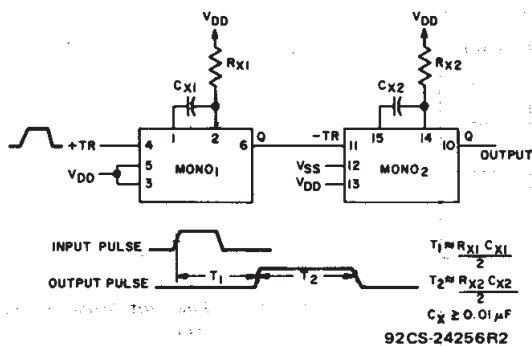 VDD VDD
RX1 RX2
CX1 CX2
1 2 15 14
+TR 4 6 Q -TR 11 10 Q OUTPUT
5 VSS 12
VDD MONO1 MONO2
3 VDD 13
INPUT PULSE
OUTPUT PULSE T1 T2
T1≈ RX1 CX1
2
T2≈ RX2 CX2
2
CX ≥ 0.01 µF
92CS-24256R2